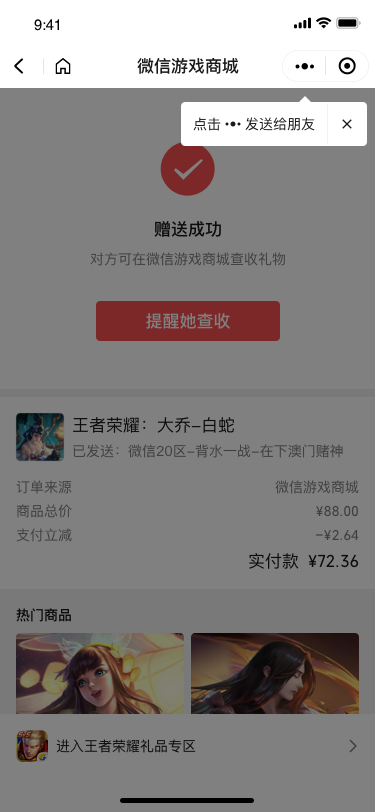 9:41
微信游戏商城
点击 ••• 发送给朋友
赠送成功
对方可在微信游戏商城查收礼物
提醒她查收
王者荣耀：大乔-白蛇
已发送：微信20区-背水一战-在下澳门赌神
订单来源 微信游戏商城
商品总价 ¥88.00
支付立减 -¥2.64
实付款 ¥72.36
热门商品
进入王者荣耀礼品专区